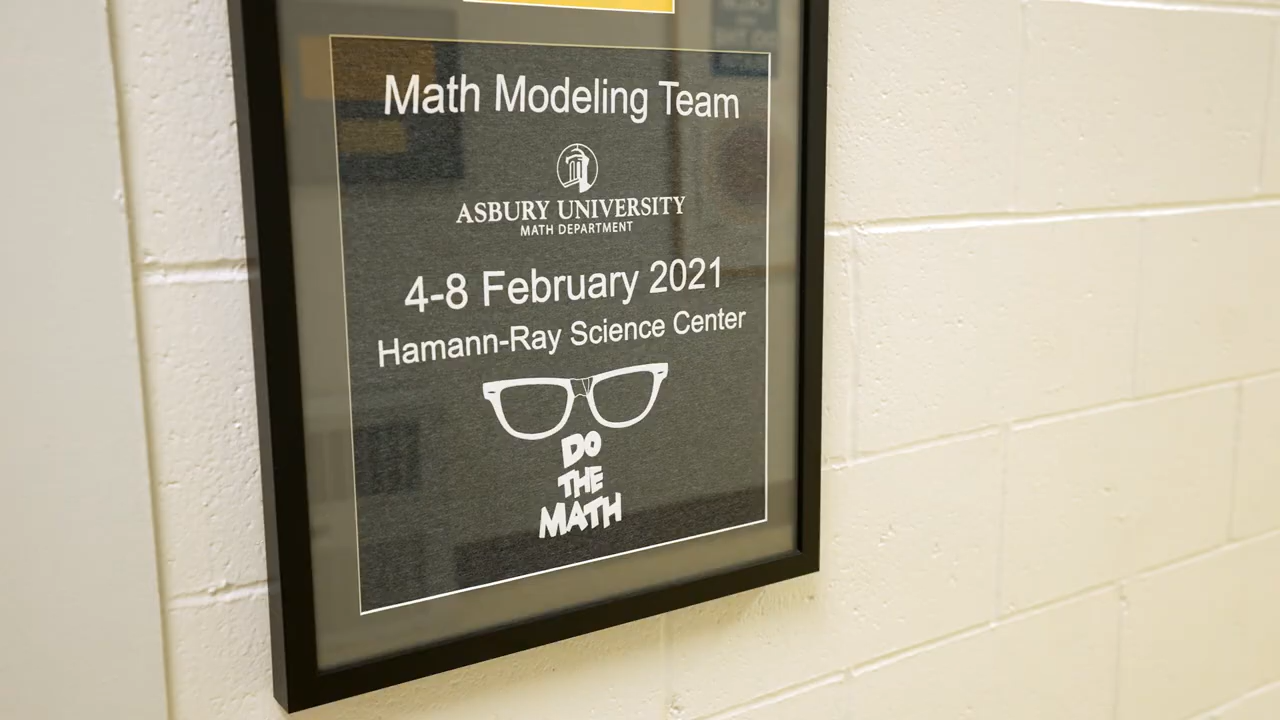 Math Modeling Team
ASBURY UNIVERSITY
MATH DEPARTMENT
4-8 February 2021
Hamann-Ray Science Center
DO
THE
MATH